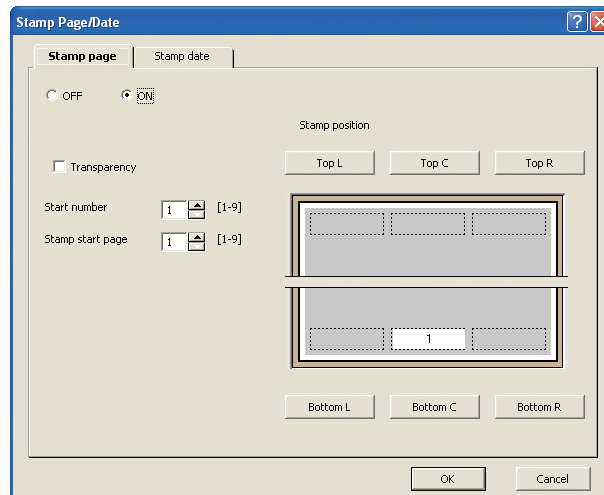 Stamp Page/Date
Stamp page Stamp date
OFF ON
Stamp position
Transparency
Top L Top C Top R
Start number 1 [1-9]
Stamp start page 1 [1-9]
1
Bottom L Bottom C Bottom R
OK Cancel